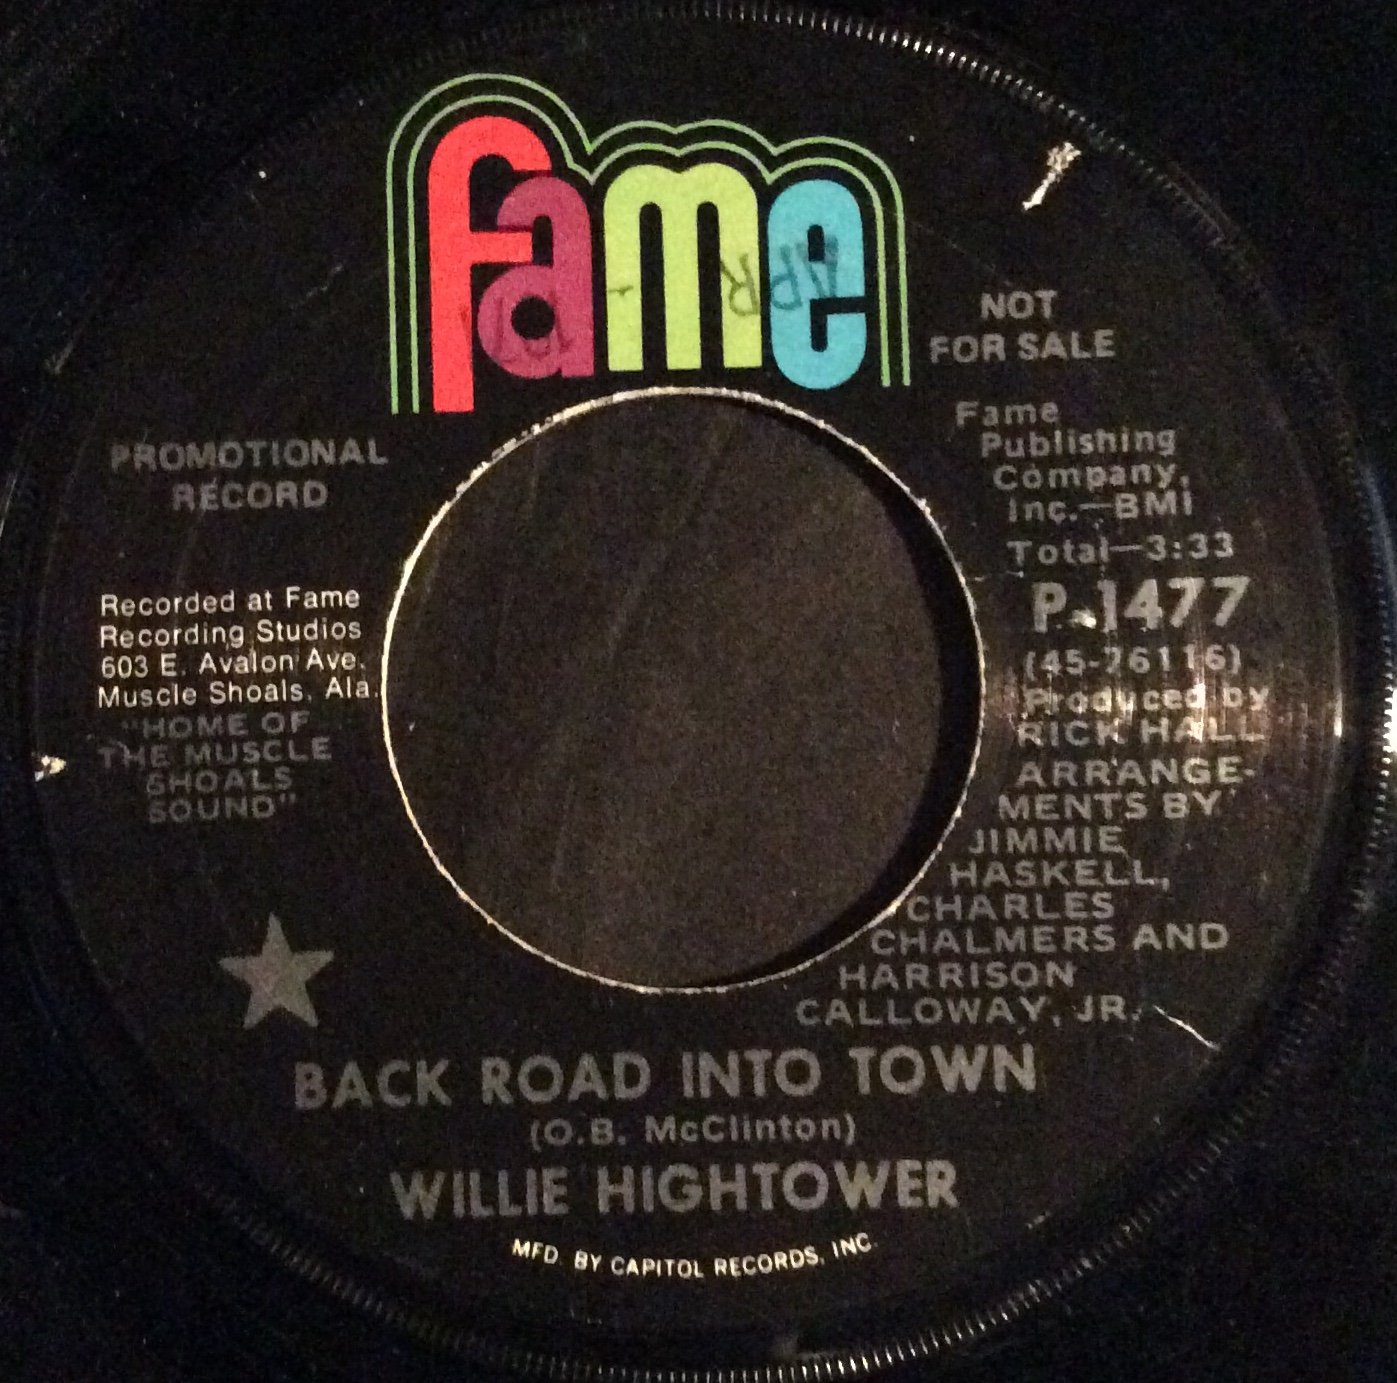 fame
APR
NOT
FOR SALE
Fame
Publishing
Company,
Inc.—BMI
Total—3:33
P-1477
(45-76116)
Produced by
RICK HALL
ARRANGE-
MENTS BY
JIMMIE
HASKELL,
CHARLES
CHALMERS AND
HARRISON
CALLOWAY, JR.
PROMOTIONAL
RECORD
Recorded at Fame
Recording Studios
603 E. Avalon Ave.
Muscle Shoals, Ala.
"HOME OF
THE MUSCLE
SHOALS
SOUND"
BACK ROAD INTO TOWN
(O.B. McClinton)
WILLIE HIGHTOWER
MFD. BY CAPITOL RECORDS, INC.